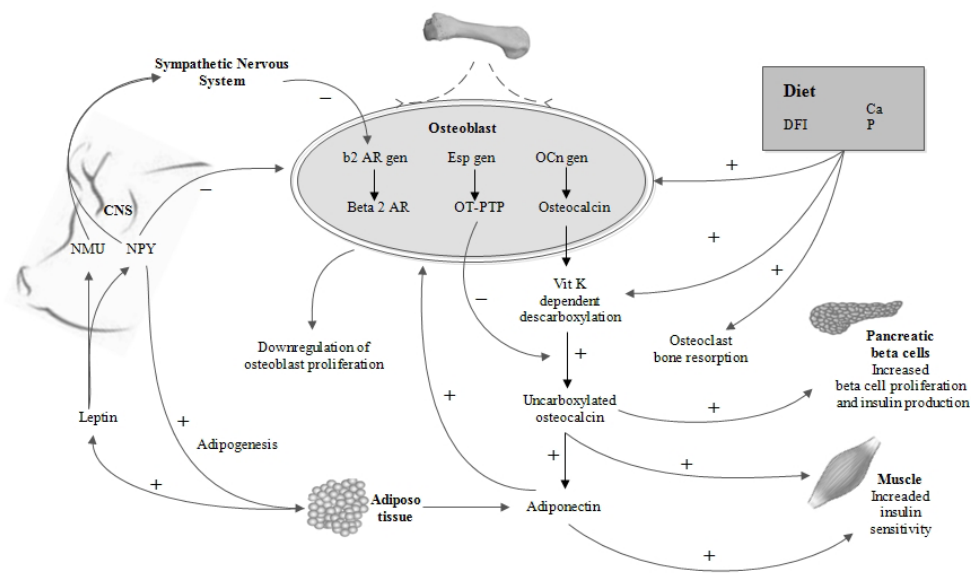 Sympathetic Nervous
System
–
Diet
Ca
DFI
P
Osteoblast
b2 AR gen
Esp gen
OCn gen
+
–
CNS
Beta 2 AR
OT-PTP
Osteocalcin
NMU
NPY
+
+
Vit K
dependent
descarboxylation
–
Osteoclast
bone resorption
Pancreatic
beta cells
Increased
beta cell proliferation
and insulin production
Downregulation of
osteoblast proliferation
+
+
Uncarboxylated
osteocalcin
+
Leptin
+
Adipogenesis
+
+
Muscle
Increaded
insulin
sensitivity
+
Adiposo
tissue
Adiponectin
+